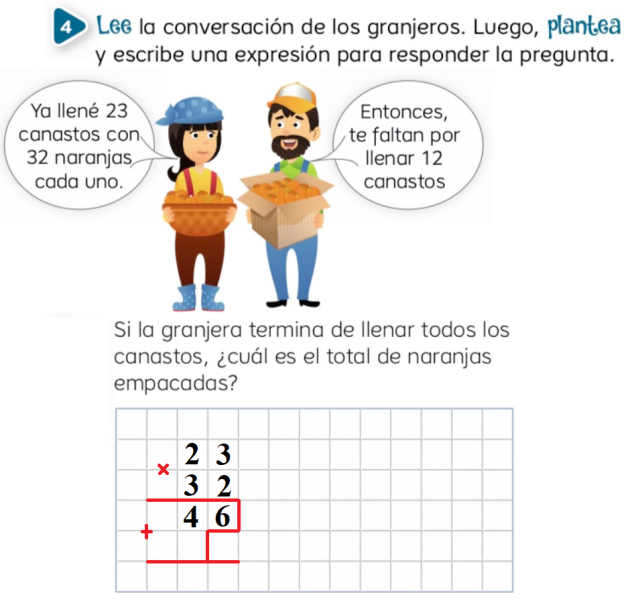 4 Lee la conversación de los granjeros. Luego, plantea
y escribe una expresión para responder la pregunta.
Ya llené 23
canastos con
32 naranjas
cada uno.
Entonces,
te faltan por
llenar 12
canastos
Si la granjera termina de llenar todos los
canastos, ¿cuál es el total de naranjas
empacadas?
2 3
×
3 2
4 6
+